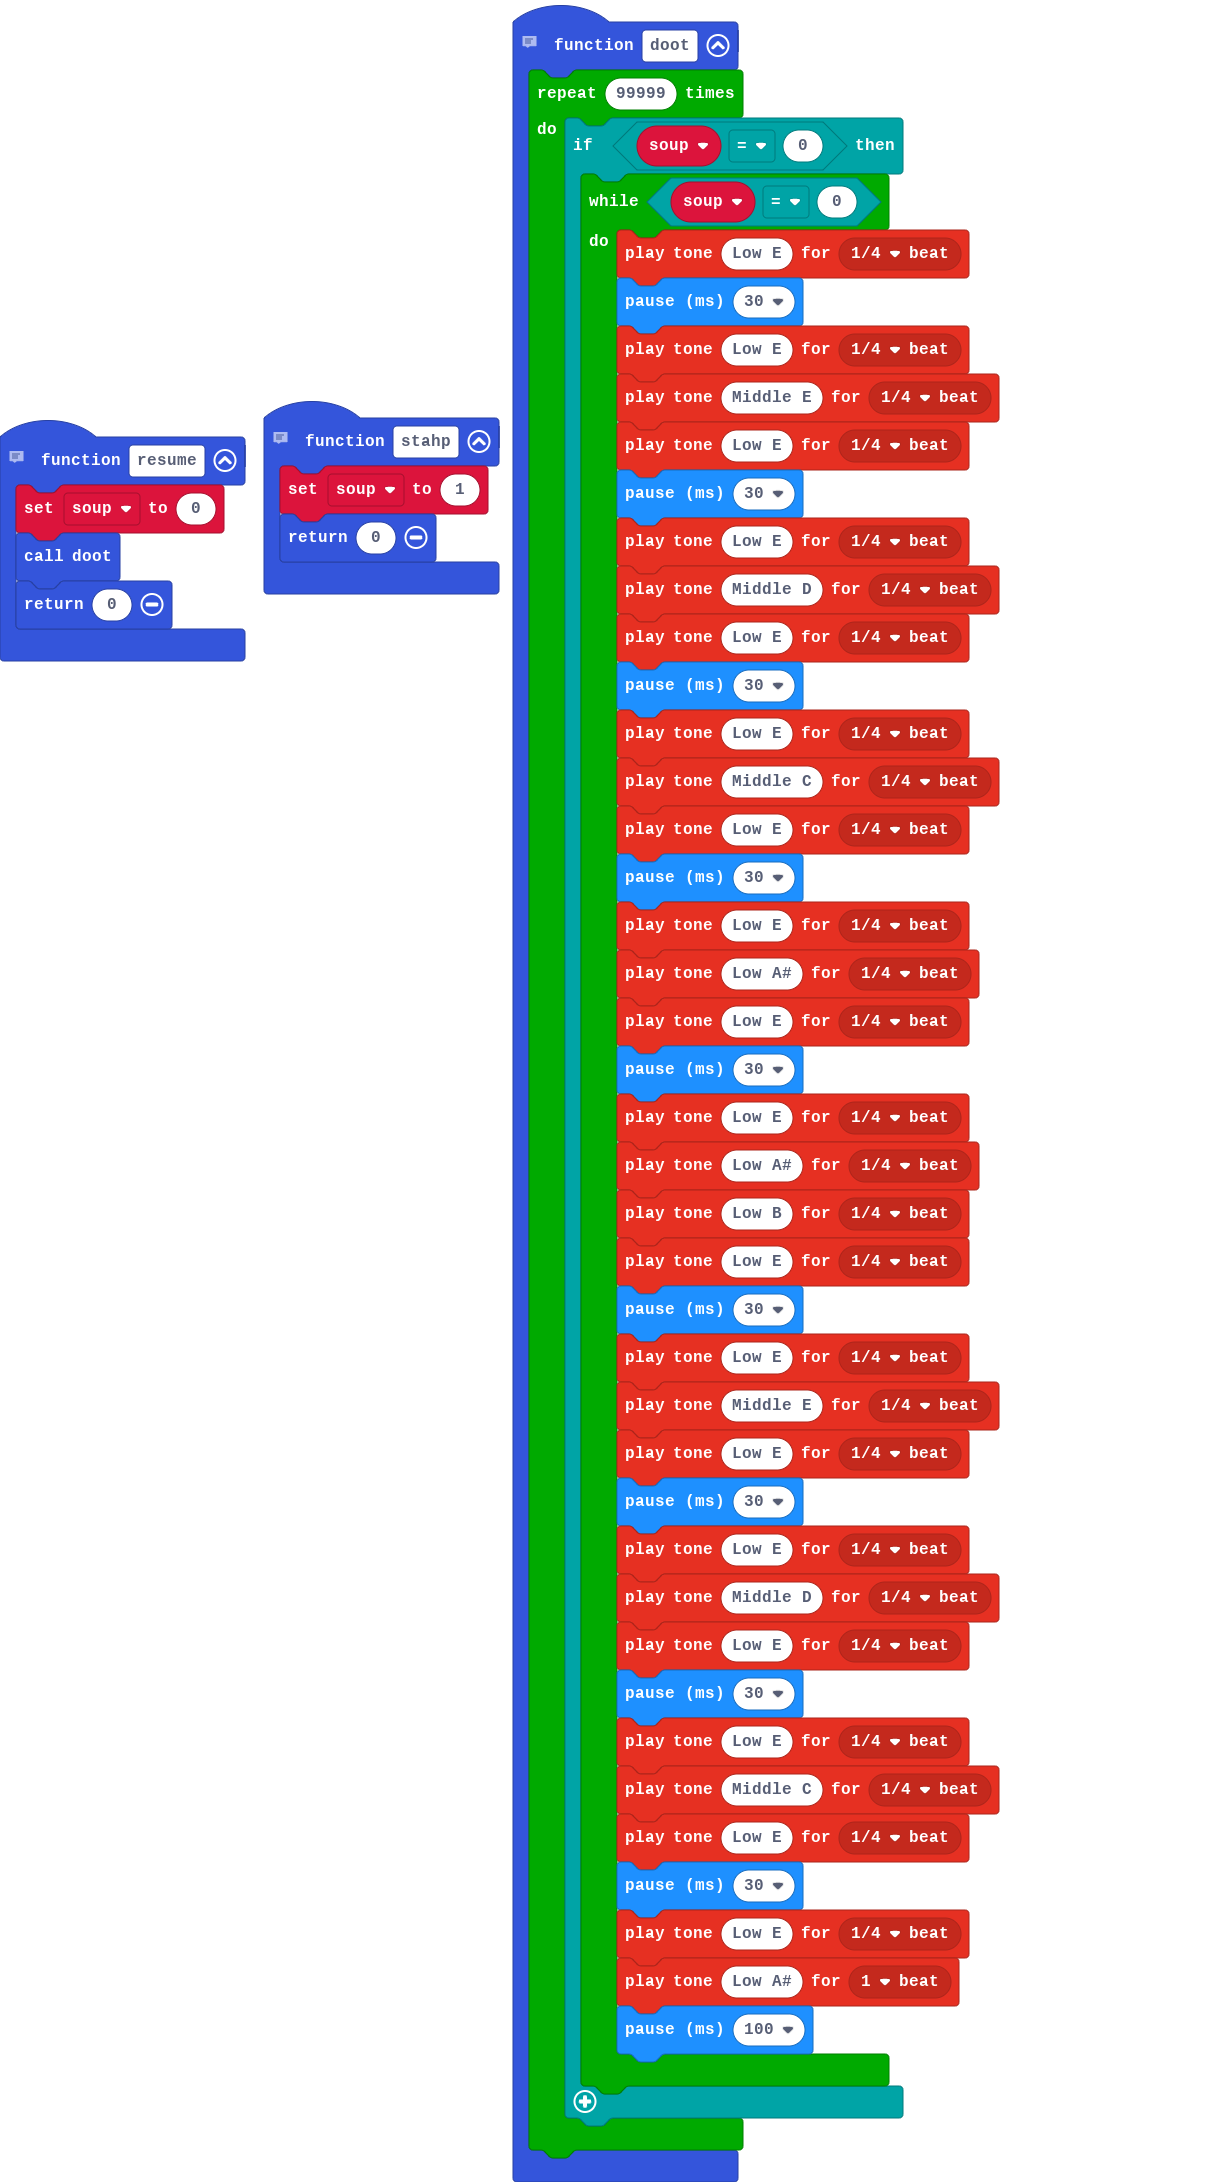 function resume
set soup to 0
call doot
return 0
function stahp
set soup to 1
return 0
function doot
repeat 99999 times
do
if soup = 0 then
while soup = 0
do
play tone Low E for 1/4 beat
pause (ms) 30
play tone Low E for 1/4 beat
play tone Middle E for 1/4 beat
play tone Low E for 1/4 beat
pause (ms) 30
play tone Low E for 1/4 beat
play tone Middle D for 1/4 beat
play tone Low E for 1/4 beat
pause (ms) 30
play tone Low E for 1/4 beat
play tone Middle C for 1/4 beat
play tone Low E for 1/4 beat
pause (ms) 30
play tone Low E for 1/4 beat
play tone Low A# for 1/4 beat
play tone Low E for 1/4 beat
pause (ms) 30
play tone Low E for 1/4 beat
play tone Low A# for 1/4 beat
play tone Low B for 1/4 beat
play tone Low E for 1/4 beat
pause (ms) 30
play tone Low E for 1/4 beat
play tone Middle E for 1/4 beat
play tone Low E for 1/4 beat
pause (ms) 30
play tone Low E for 1/4 beat
play tone Middle D for 1/4 beat
play tone Low E for 1/4 beat
pause (ms) 30
play tone Low E for 1/4 beat
play tone Middle C for 1/4 beat
play tone Low E for 1/4 beat
pause (ms) 30
play tone Low E for 1/4 beat
play tone Low A# for 1 beat
pause (ms) 100